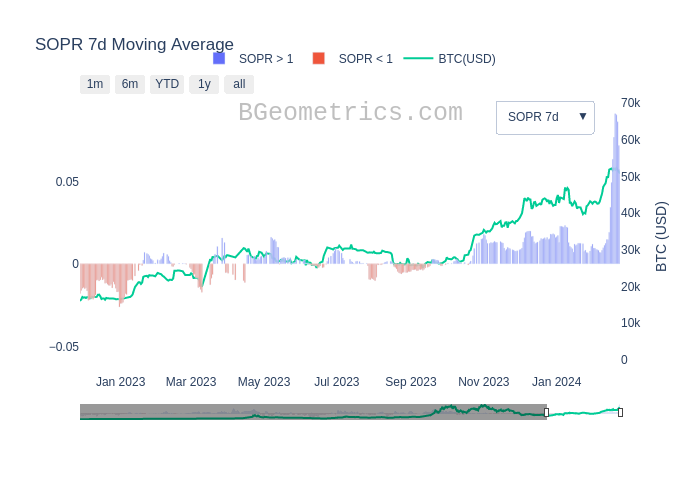 SOPR 7d Moving Average
SOPR > 1
SOPR < 1
BTC(USD)
1m
6m
YTD
1y
all
BGeometrics.com
SOPR 7d
▼
0.05
0
−0.05
70k
60k
50k
40k
30k
20k
10k
0
BTC (USD)
Jan 2023
Mar 2023
May 2023
Jul 2023
Sep 2023
Nov 2023
Jan 2024